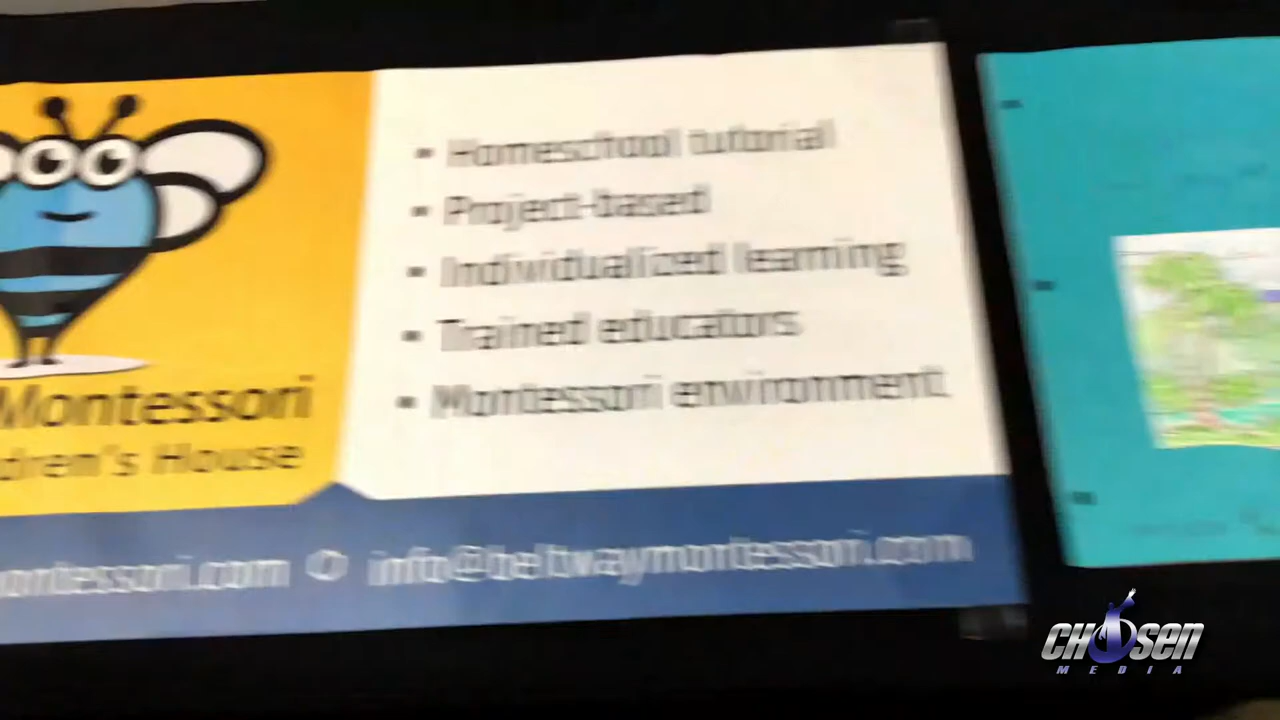 • Homeschool tutorial
• Project-based
• Individualized learning
• Trained educators
• Montessori environment
Montessori
dren's House
ontessori.com info@beltwaymontessori.com
CHOSEN
MEDIA